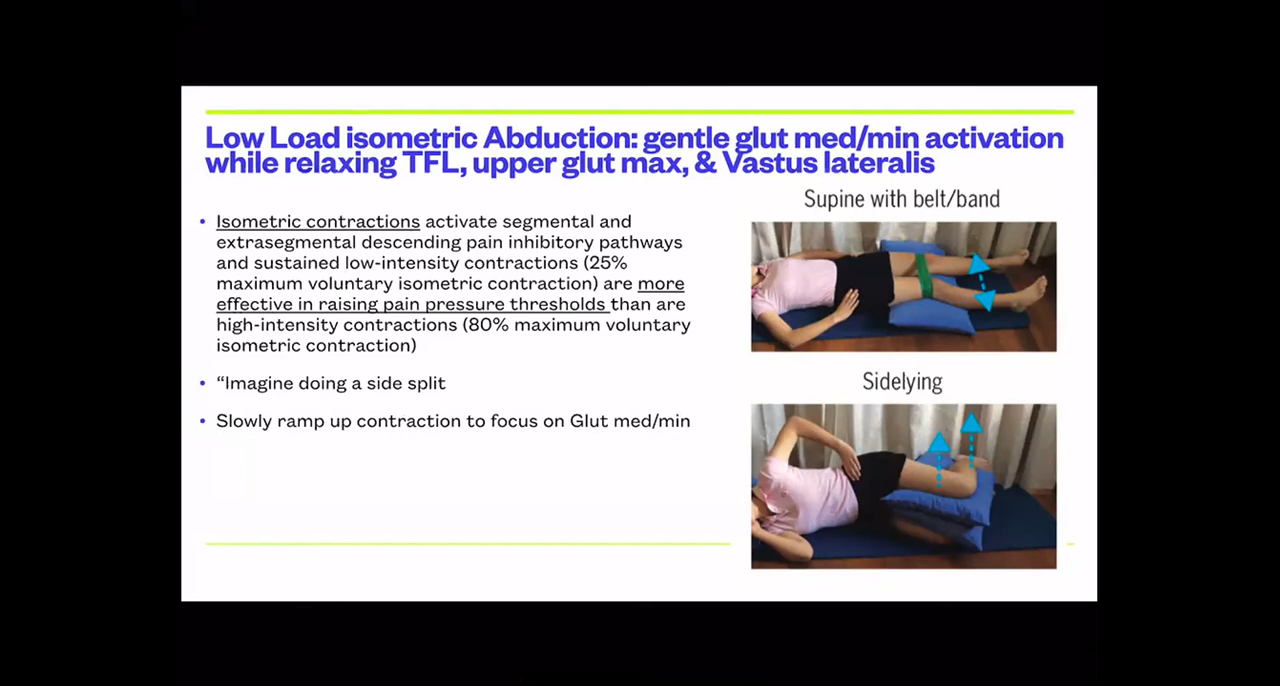 Low Load isometric Abduction: gentle glut med/min activation
while relaxing TFL, upper glut max, & Vastus lateralis
• Isometric contractions activate segmental and
extrasegmental descending pain inhibitory pathways
and sustained low-intensity contractions (25%
maximum voluntary isometric contraction) are more
effective in raising pain pressure thresholds than are
high-intensity contractions (80% maximum voluntary
isometric contraction)
• “Imagine doing a side split
• Slowly ramp up contraction to focus on Glut med/min
Supine with belt/band
Sidelying